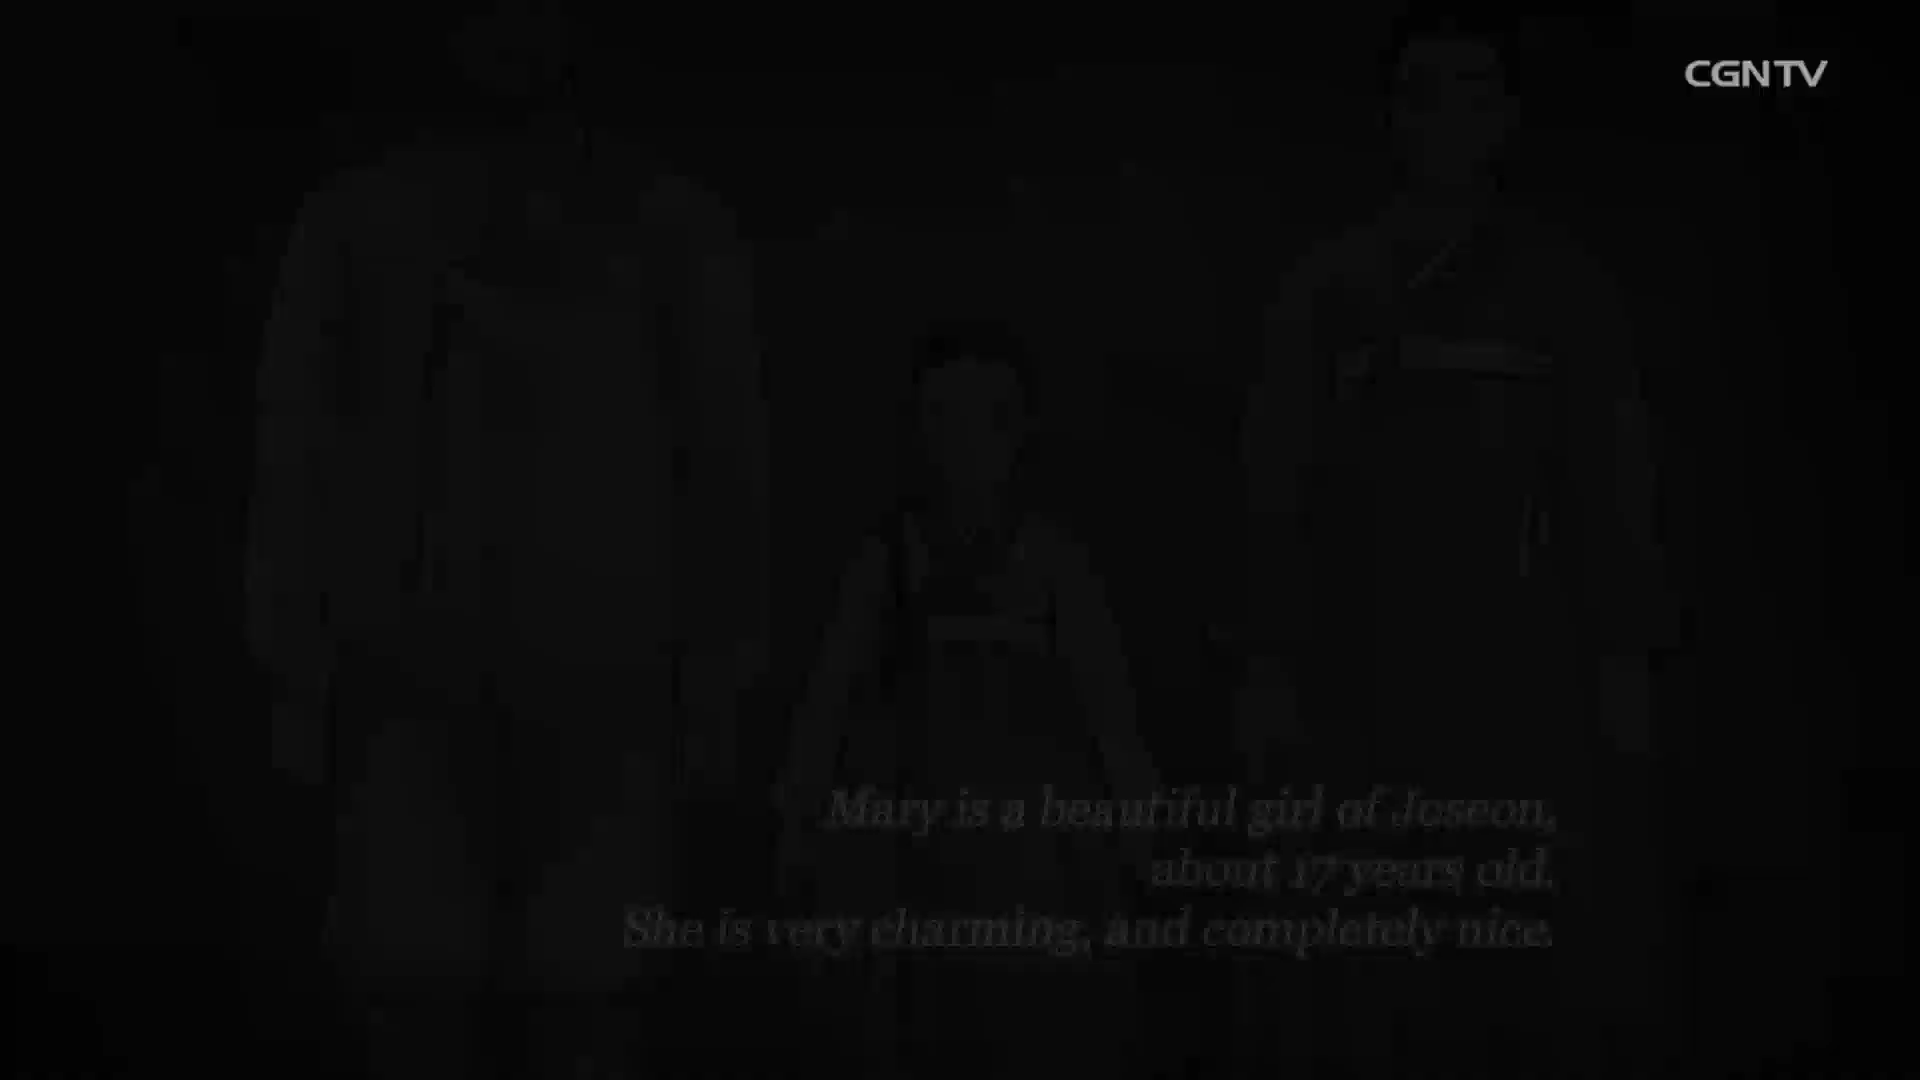 CGNTV
Mary is a beautiful girl of Joseon,
about 17 years old.
She is very charming, and completely nice.